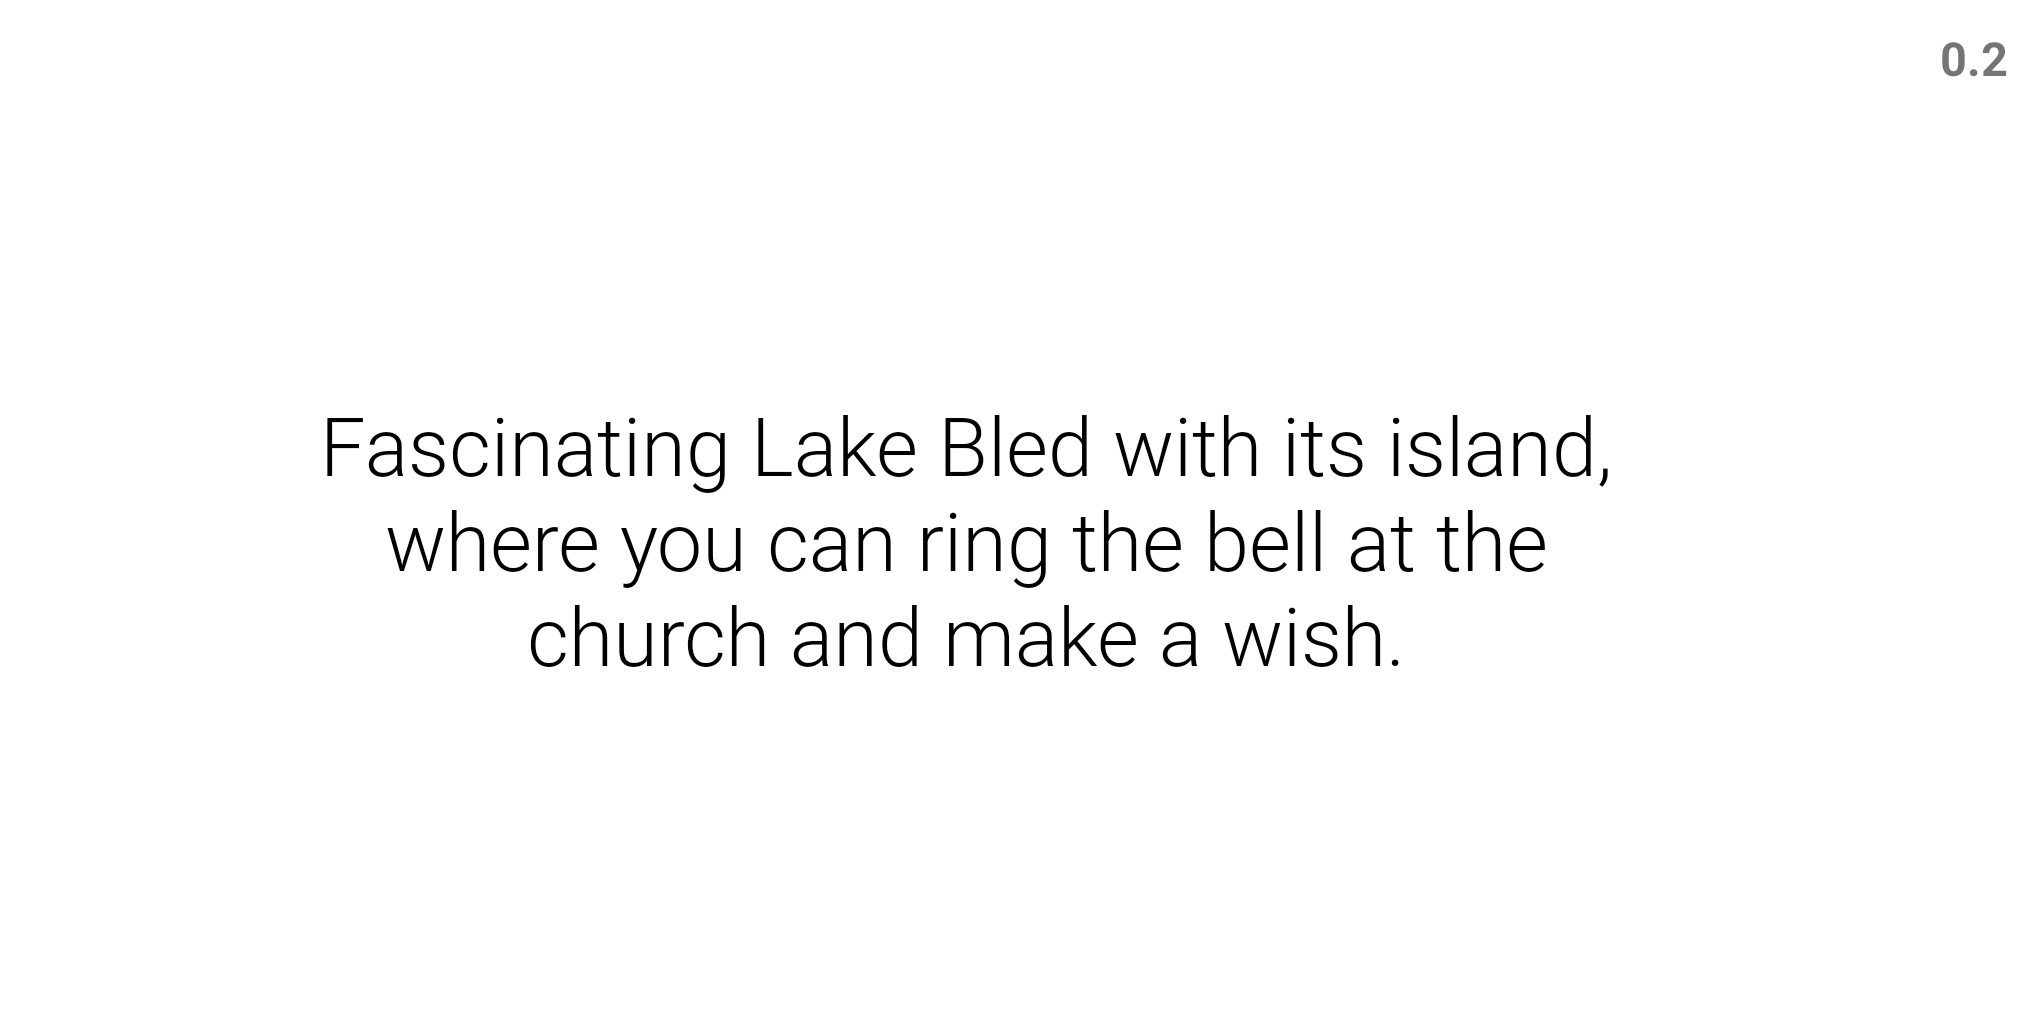 0.2
Fascinating Lake Bled with its island,
where you can ring the bell at the
church and make a wish.